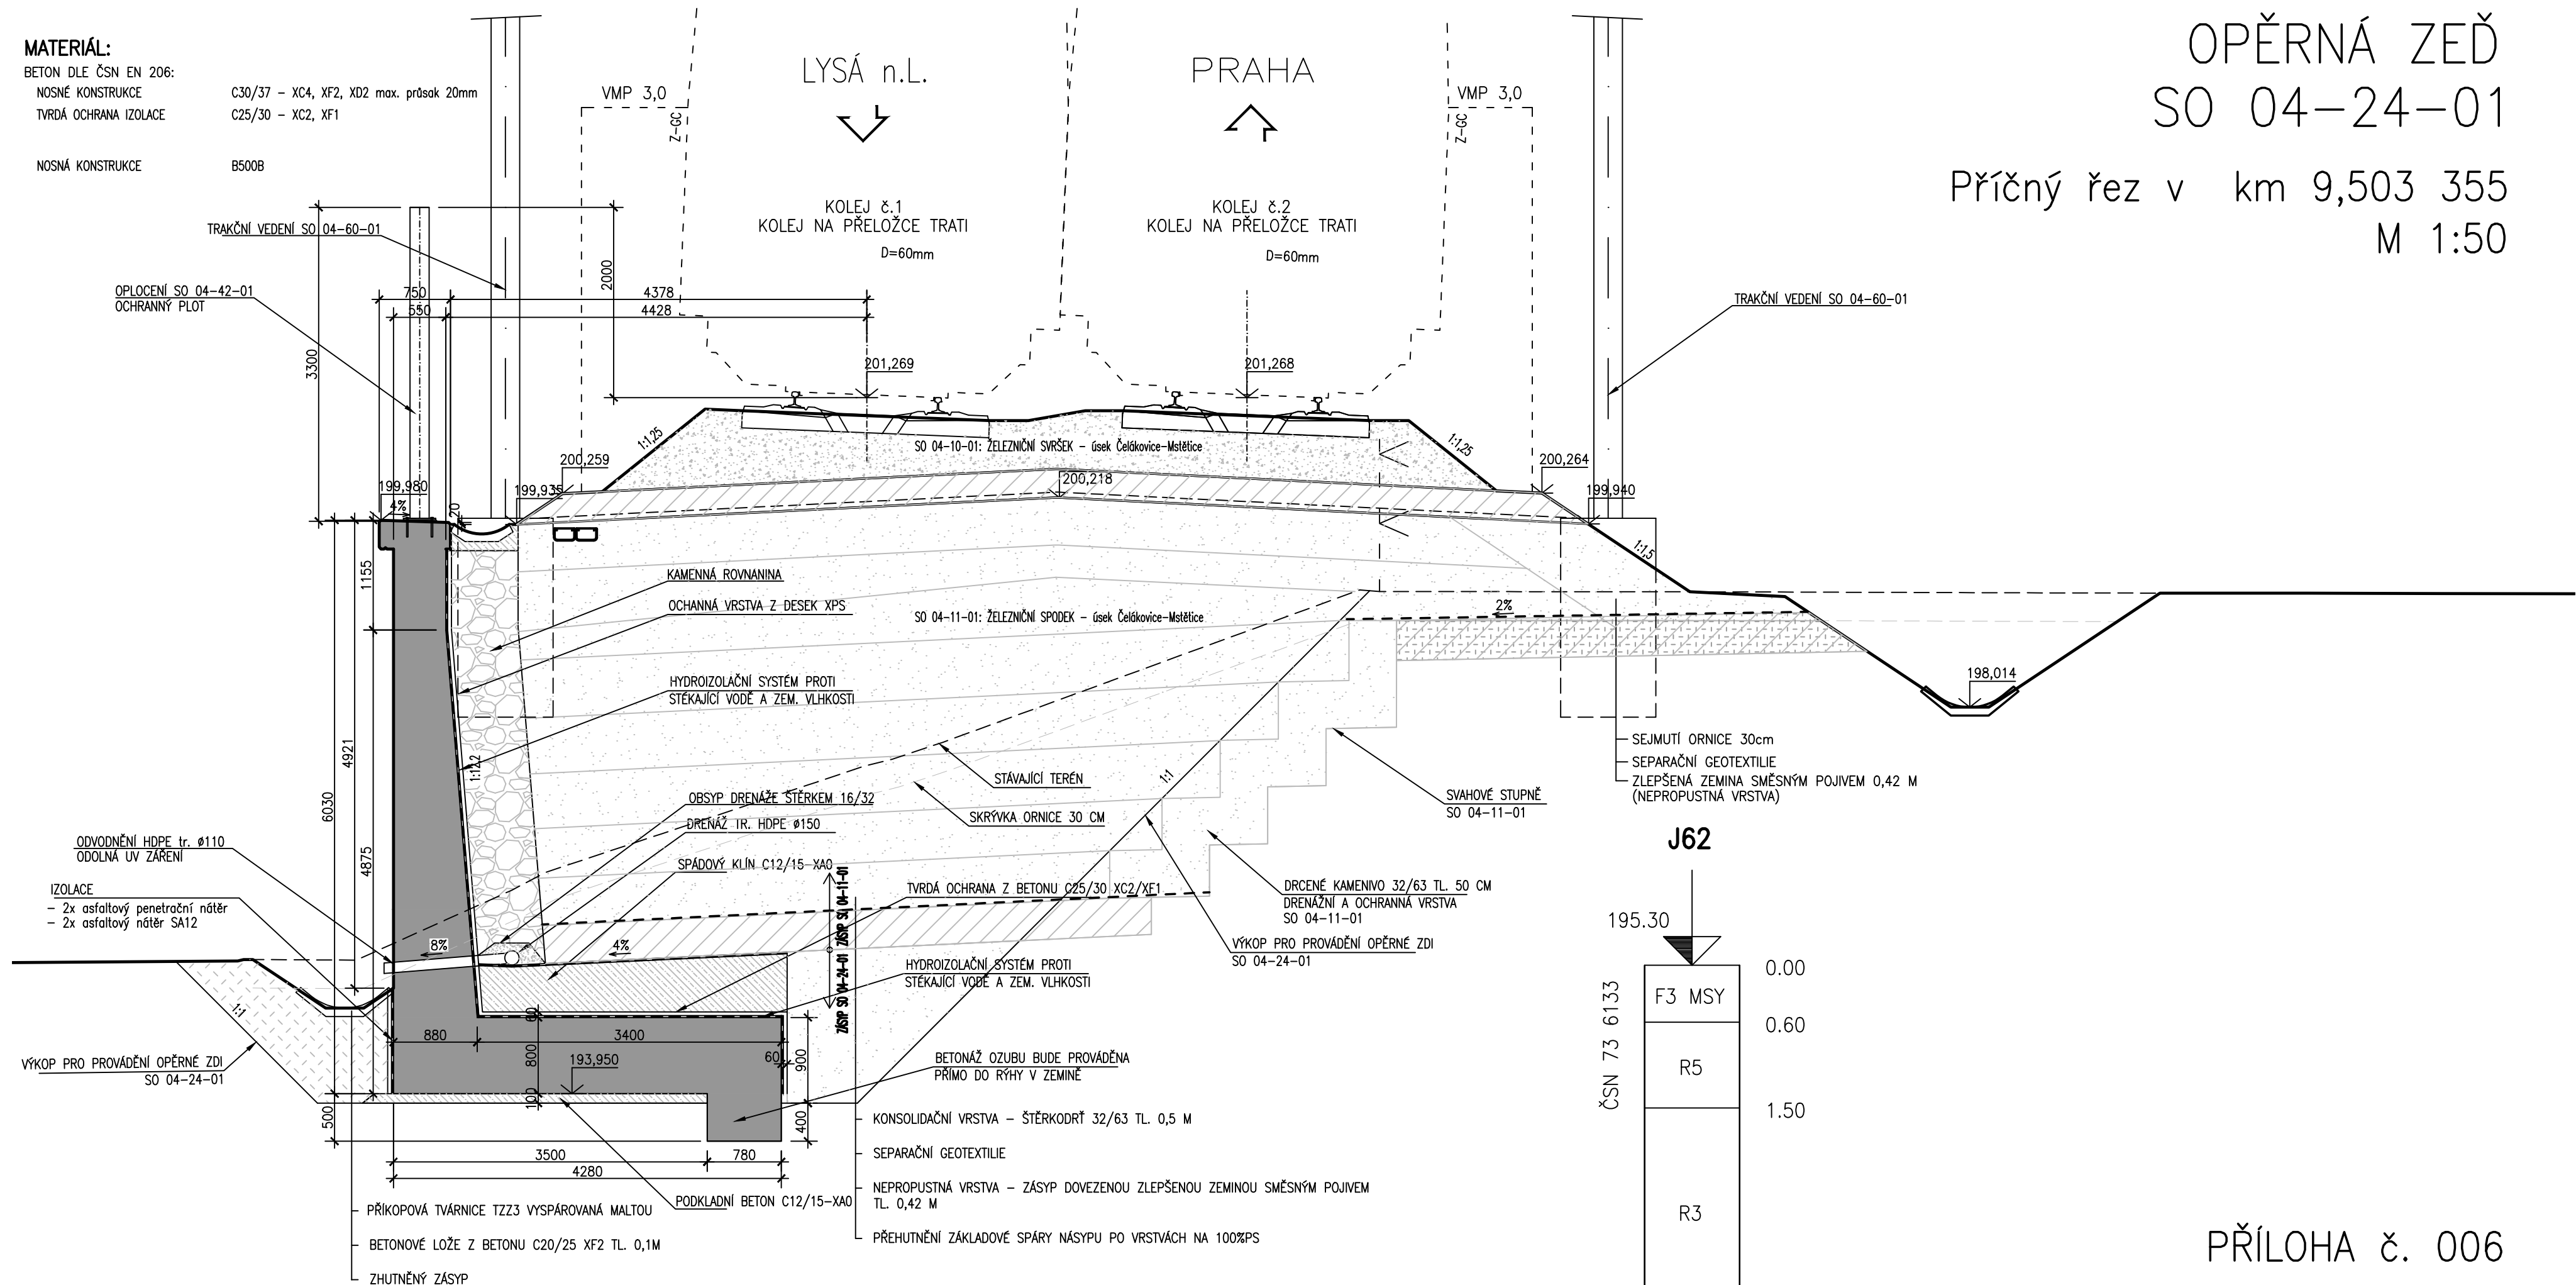 MATERIÁL:
BETON DLE ČSN EN 206:
NOSNÉ KONSTRUKCE C30/37 – XC4, XF2, XD2 max. průsak 20mm
TVRDÁ OCHRANA IZOLACE C25/30 – XC2, XF1
NOSNÁ KONSTRUKCE B500B
OPĚRNÁ ZEĎ
SO 04–24–01
Příčný řez v km 9,503 355
M 1:50
LYSÁ n.L.
PRAHA
VMP 3,0
Z-GC
VMP 3,0
Z-GC
KOLEJ č.1
KOLEJ NA PŘELOŽCE TRATI
D=60mm
KOLEJ č.2
KOLEJ NA PŘELOŽCE TRATI
D=60mm
TRAKČNÍ VEDENÍ SO 04–60–01
OPLOCENÍ SO 04–42–01
OCHRANNÝ PLOT
TRAKČNÍ VEDENÍ SO 04–60–01
3300
2000
750
4378
550
4428
201,269
201,268
1:1,25
1:1,25
SO 04–10–01: ŽELEZNIČNÍ SVRŠEK – úsek Čelákovice–Mstětice
200,259
200,264
199,980
4%
20
199,935
200,218
199,940
1:1,5
1155
KAMENNÁ ROVNANINA
OCHANNÁ VRSTVA Z DESEK XPS
SO 04–11–01: ŽELEZNIČNÍ SPODEK – úsek Čelákovice–Mstětice
2%
HYDROIZOLAČNÍ SYSTÉM PROTI
STÉKAJÍCÍ VODĚ A ZEM. VLHKOSTI
198,014
4921
6030
4875
1:12,2
STÁVAJÍCÍ TERÉN
1:1
SEJMUTÍ ORNICE 30cm
SEPARAČNÍ GEOTEXTILIE
ZLEPŠENÁ ZEMINA SMĚSNÝM POJIVEM 0,42 M
(NEPROPUSTNÁ VRSTVA)
OBSYP DRENÁŽE ŠTĚRKEM 16/32
DRENÁŽ TR. HDPE ø150
SKRÝVKA ORNICE 30 CM
SVAHOVÉ STUPNĚ
SO 04–11–01
ODVODNĚNÍ HDPE tr. ø110
ODOLNÁ UV ZÁŘENÍ
SPÁDOVÝ KLÍN C12/15–XA0
IZOLACE
– 2x asfaltový penetrační nátěr
– 2x asfaltový nátěr SA12
TVRDÁ OCHRANA Z BETONU C25/30 XC2/XF1
DRCENÉ KAMENIVO 32/63 TL. 50 CM
DRENÁŽNÍ A OCHRANNÁ VRSTVA
SO 04–11–01
ZÁSYP SO 04–11–01
ZÁSYP SO 04–24–01
8%
4%
VÝKOP PRO PROVÁDĚNÍ OPĚRNÉ ZDI
SO 04–24–01
HYDROIZOLAČNÍ SYSTÉM PROTI
STÉKAJÍCÍ VODĚ A ZEM. VLHKOSTI
1:1
60
880
3400
800
193,950
60
900
VÝKOP PRO PROVÁDĚNÍ OPĚRNÉ ZDI
SO 04–24–01
BETONÁŽ OZUBU BUDE PROVÁDĚNA
PŘÍMO DO RÝHY V ZEMINĚ
100
500
400
3500
780
4280
KONSOLIDAČNÍ VRSTVA – ŠTĚRKODRŤ 32/63 TL. 0,5 M
SEPARAČNÍ GEOTEXTILIE
NEPROPUSTNÁ VRSTVA – ZÁSYP DOVEZENOU ZLEPŠENOU ZEMINOU SMĚSNÝM POJIVEM
TL. 0,42 M
PŘEHUTNĚNÍ ZÁKLADOVÉ SPÁRY NÁSYPU PO VRSTVÁCH NA 100%PS
PODKLADNÍ BETON C12/15–XA0
PŘÍKOPOVÁ TVÁRNICE TZZ3 VYSPÁROVANÁ MALTOU
BETONOVÉ LOŽE Z BETONU C20/25 XF2 TL. 0,1M
ZHUTNĚNÝ ZÁSYP
J62
195.30
0.00
F3 MSY
0.60
R5
1.50
R3
ČSN 73 6133
PŘÍLOHA č. 006